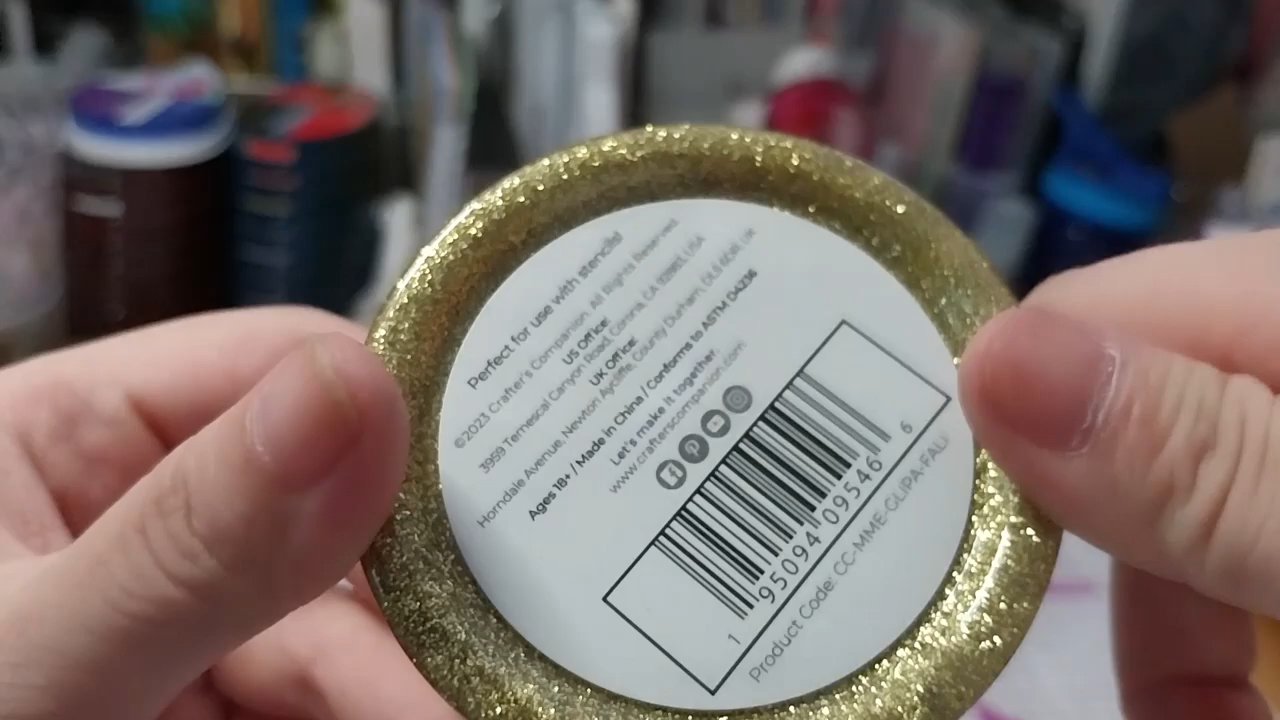 Perfect for use with stencils!
©2023 Crafter's Companion. All Rights Reserved
US Office:
3959 Temescal Canyon Road, Corona, CA 92883, USA
UK Office:
Horndale Avenue, Newton Aycliffe, County Durham, DL5 6DR, UK
Ages 18+ / Made in China / Conforms to ASTM D4236
Let's make it together.
www.crafterscompanion.com
1 95094 09546 6
Product Code: CC-MME-GLIPA-FAU